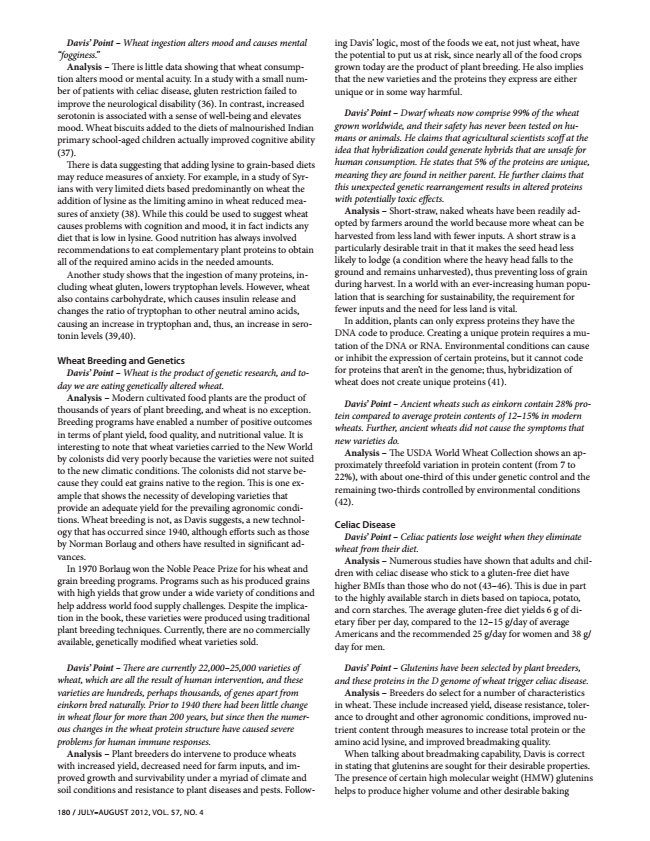 Davis' Point – Wheat ingestion alters mood and causes mental
"fogginess."
Analysis – There is little data showing that wheat consump-
tion alters mood or mental acuity. In a study with a small num-
ber of patients with celiac disease, gluten restriction failed to
improve the neurological disability (36). In contrast, increased
serotonin is associated with a sense of well-being and elevates
mood. Wheat biscuits added to the diets of malnourished Indian
primary school-aged children actually improved cognitive ability
(37).
There is data suggesting that adding lysine to grain-based diets
may reduce measures of anxiety. For example, in a study of Syr-
ians with very limited diets based predominantly on wheat the
addition of lysine as the limiting amino in wheat reduced mea-
sures of anxiety (38). While this could be used to suggest wheat
causes problems with cognition and mood, it in fact indicts any
diet that is low in lysine. Good nutrition has always involved
recommendations to eat complementary plant proteins to obtain
all of the required amino acids in the needed amounts.
Another study shows that the ingestion of many proteins, in-
cluding wheat gluten, lowers tryptophan levels. However, wheat
also contains carbohydrate, which causes insulin release and
changes the ratio of tryptophan to other neutral amino acids,
causing an increase in tryptophan and, thus, an increase in sero-
tonin levels (39,40).
Wheat Breeding and Genetics
Davis' Point – Wheat is the product of genetic research, and to-
day we are eating genetically altered wheat.
Analysis – Modern cultivated food plants are the product of
thousands of years of plant breeding, and wheat is no exception.
Breeding programs have enabled a number of positive outcomes
in terms of plant yield, food quality, and nutritional value. It is
interesting to note that wheat varieties carried to the New World
by colonists did very poorly because the varieties were not suited
to the new climatic conditions. The colonists did not starve be-
cause they could eat grains native to the region. This is one ex-
ample that shows the necessity of developing varieties that
provide an adequate yield for the prevailing agronomic condi-
tions. Wheat breeding is not, as Davis suggests, a new technol-
ogy that has occurred since 1940, although efforts such as those
by Norman Borlaug and others have resulted in significant ad-
vances.
In 1970 Borlaug won the Noble Peace Prize for his wheat and
grain breeding programs. Programs such as his produced grains
with high yields that grow under a wide variety of conditions and
help address world food supply challenges. Despite the implica-
tion in the book, these varieties were produced using traditional
plant breeding techniques. Currently, there are no commercially
available, genetically modified wheat varieties sold.
Davis' Point – There are currently 22,000–25,000 varieties of
wheat, which are all the result of human intervention, and these
varieties are hundreds, perhaps thousands, of genes apart from
einkorn bred naturally. Prior to 1940 there had been little change
in wheat flour for more than 200 years, but since then the numer-
ous changes in the wheat protein structure have caused severe
problems for human immune responses.
Analysis – Plant breeders do intervene to produce wheats
with increased yield, decreased need for farm inputs, and im-
proved growth and survivability under a myriad of climate and
soil conditions and resistance to plant diseases and pests. Follow-
ing Davis' logic, most of the foods we eat, not just wheat, have
the potential to put us at risk, since nearly all of the food crops
grown today are the product of plant breeding. He also implies
that the new varieties and the proteins they express are either
unique or in some way harmful.
Davis' Point – Dwarf wheats now comprise 99% of the wheat
grown worldwide, and their safety has never been tested on hu-
mans or animals. He claims that agricultural scientists scoff at the
idea that hybridization could generate hybrids that are unsafe for
human consumption. He states that 5% of the proteins are unique,
meaning they are found in neither parent. He further claims that
this unexpected genetic rearrangement results in altered proteins
with potentially toxic effects.
Analysis – Short-straw, naked wheats have been readily ad-
opted by farmers around the world because more wheat can be
harvested from less land with fewer inputs. A short straw is a
particularly desirable trait in that it makes the seed head less
likely to lodge (a condition where the heavy head falls to the
ground and remains unharvested), thus preventing loss of grain
during harvest. In a world with an ever-increasing human popu-
lation that is searching for sustainability, the requirement for
fewer inputs and the need for less land is vital.
In addition, plants can only express proteins they have the
DNA code to produce. Creating a unique protein requires a mu-
tation of the DNA or RNA. Environmental conditions can cause
or inhibit the expression of certain proteins, but it cannot code
for proteins that aren't in the genome; thus, hybridization of
wheat does not create unique proteins (41).
Davis' Point – Ancient wheats such as einkorn contain 28% pro-
tein compared to average protein contents of 12–15% in modern
wheats. Further, ancient wheats did not cause the symptoms that
new varieties do.
Analysis – The USDA World Wheat Collection shows an ap-
proximately threefold variation in protein content (from 7 to
22%), with about one-third of this under genetic control and the
remaining two-thirds controlled by environmental conditions
(42).
Celiac Disease
Davis' Point – Celiac patients lose weight when they eliminate
wheat from their diet.
Analysis – Numerous studies have shown that adults and chil-
dren with celiac disease who stick to a gluten-free diet have
higher BMIs than those who do not (43–46). This is due in part
to the highly available starch in diets based on tapioca, potato,
and corn starches. The average gluten-free diet yields 6 g of di-
etary fiber per day, compared to the 12–15 g/day of average
Americans and the recommended 25 g/day for women and 38 g/
day for men.
Davis' Point – Glutenins have been selected by plant breeders,
and these proteins in the D genome of wheat trigger celiac disease.
Analysis – Breeders do select for a number of characteristics
in wheat. These include increased yield, disease resistance, toler-
ance to drought and other agronomic conditions, improved nu-
trient content through measures to increase total protein or the
amino acid lysine, and improved breadmaking quality.
When talking about breadmaking capability, Davis is correct
in stating that glutenins are sought for their desirable properties.
The presence of certain high molecular weight (HMW) glutenins
helps to produce higher volume and other desirable baking
180 / JULY–AUGUST 2012, VOL. 57, NO. 4